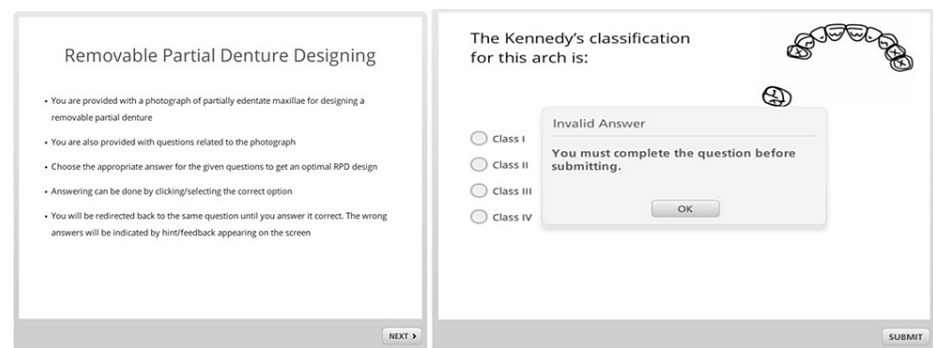 Removable Partial Denture Designing
• You are provided with a photograph of partially edentate maxillae for designing a
removable partial denture
• You are also provided with questions related to the photograph
• Choose the appropriate answer for the given questions to get an optimal RPD design
• Answering can be done by clicking/selecting the correct option
• You will be redirected back to the same question until you answer it correct. The wrong
answers will be indicated by hint/feedback appearing on the screen
NEXT >
The Kennedy's classification
for this arch is:
Class I
Class II
Class III
Class IV
Invalid Answer
You must complete the question before
submitting.
OK
SUBMIT